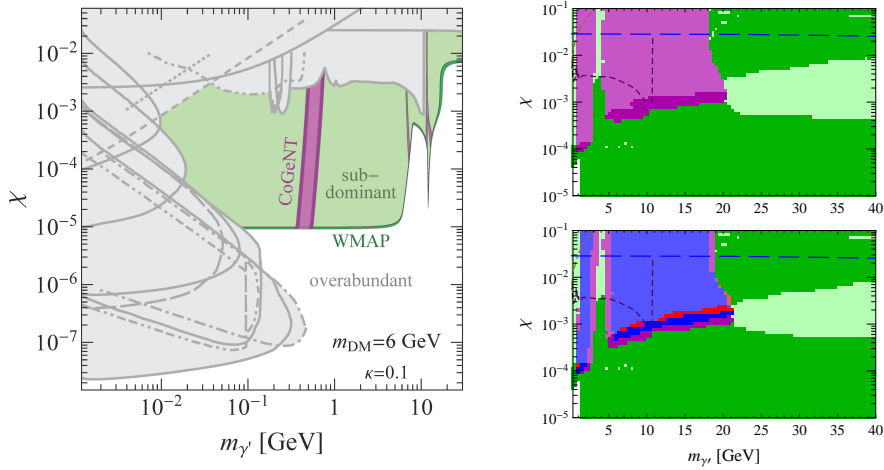 10⁻²
10⁻³
10⁻⁴
10⁻⁵
10⁻⁶
10⁻⁷
χ
CoGeNT
sub-
dominant
WMAP
overabundant
m_DM=6 GeV
κ=0.1
10⁻² 10⁻¹ 1 10
m_γ' [GeV]
10⁻¹
10⁻²
10⁻³
10⁻⁴
10⁻⁵
χ
5 10 15 20 25 30 35 40
10⁻¹
10⁻²
10⁻³
10⁻⁴
10⁻⁵
χ
5 10 15 20 25 30 35 40
m_γ, [GeV]